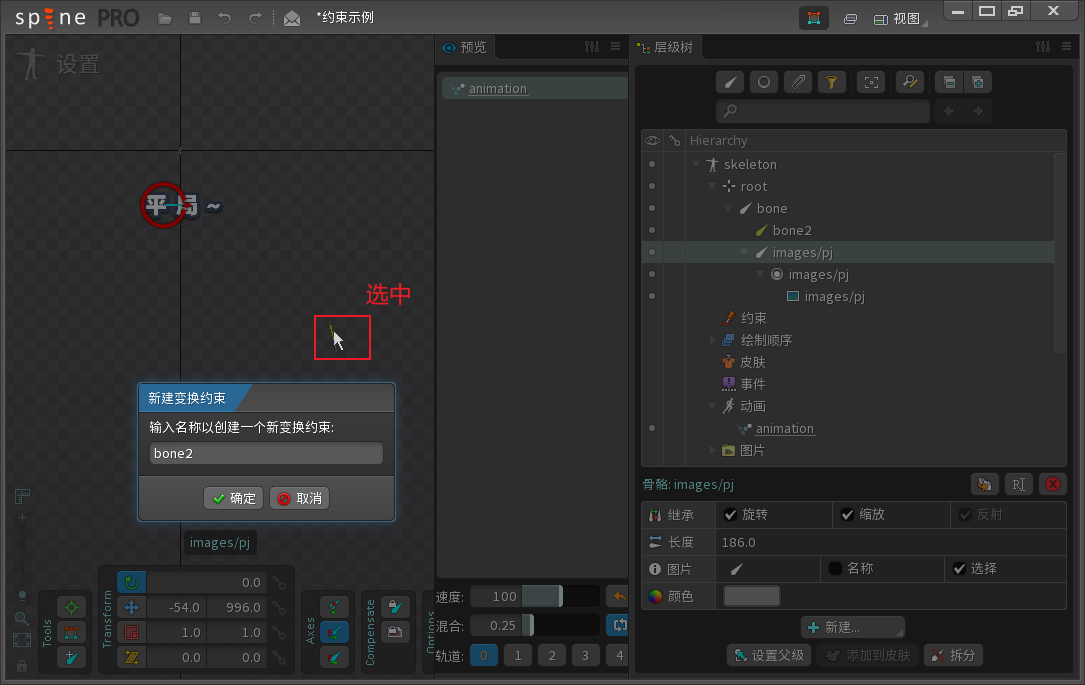 spine PRO
*约束示例
视图
设置
预览
层级树
animation
Hierarchy
skeleton
root
bone
bone2
images/pj
images/pj
images/pj
约束
绘制顺序
皮肤
事件
动画
animation
图片
平局~
选中
新建变换约束
输入名称以创建一个新变换约束:
bone2
确定
取消
images/pj
骨骼: images/pj
继承
旋转
缩放
反射
长度
186.0
图片
名称
选择
颜色
新建...
设置父级
添加到皮肤
拆分
Tools
Transform
0.0
-54.0 996.0
1.0 1.0
0.0 0.0
Axes
Compensate
Options
速度: 100
混合: 0.25
轨道: 0 1 2 3 4